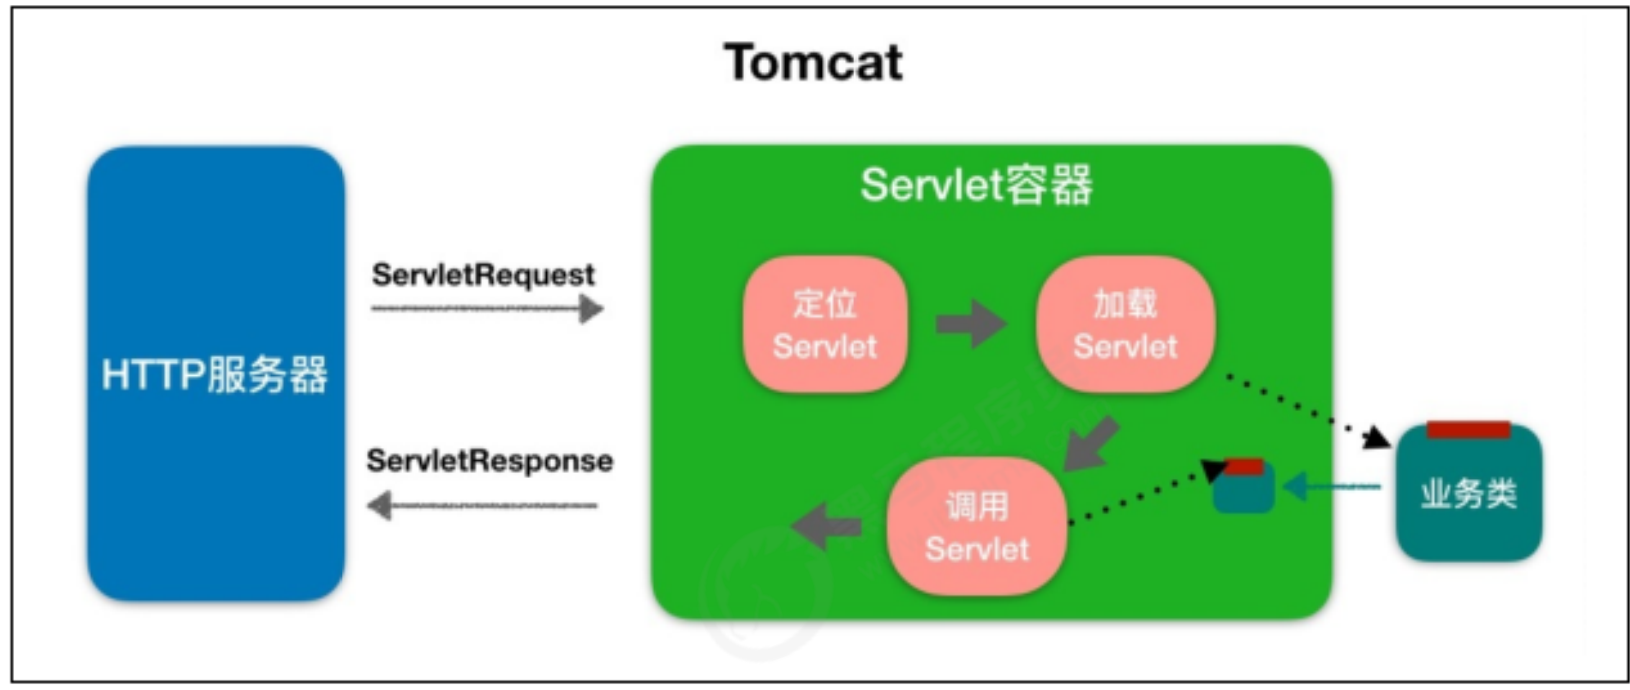 Tomcat
Servlet容器
ServletRequest
定位
Servlet
加载
Servlet
HTTP服务器
ServletResponse
调用
Servlet
业务类